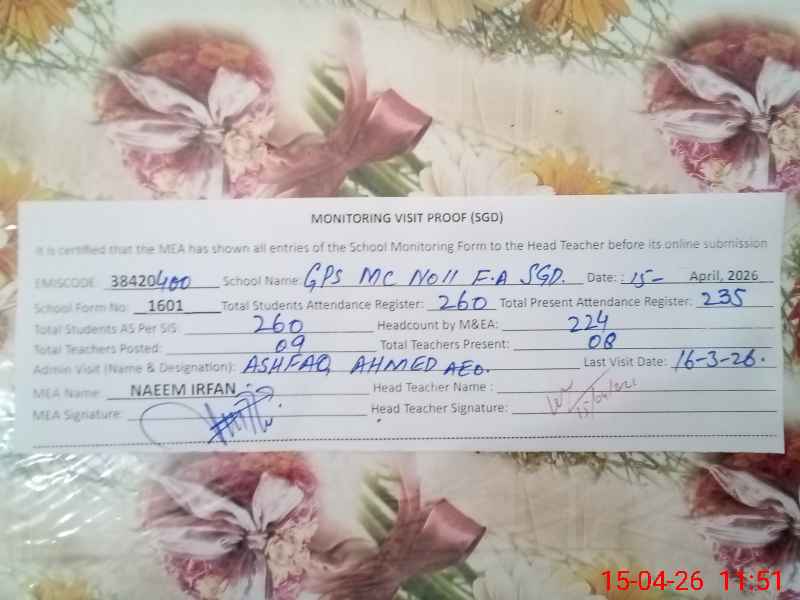 MONITORING VISIT PROOF (SGD)
It is certified that the MEA has shown all entries of the School Monitoring Form to the Head Teacher before its online submission
EMISCODE 38420400 School Name: GPS MC No 11 F.A SGD. Date: : 15- April, 2026
School Form No: 1601 Total Students Attendance Register: 260 Total Present Attendance Register: 235
Total Students AS Per SIS: 260 Headcount by M&EA: 224
Total Teachers Posted: 09 Total Teachers Present: 08
Admin Visit (Name & Designation): ASHFAQ AHMED AEO. Last Visit Date: 16-3-26.
MEA Name: NAEEM IRFAN Head Teacher Name :
MEA Signature: Head Teacher Signature:
15-04-26 11:51